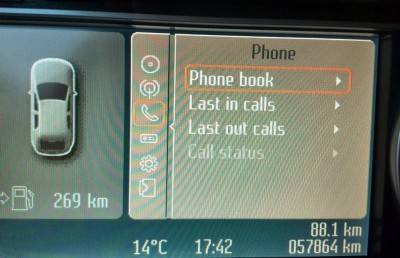 Phone
Phone book
Last in calls
Last out calls
Call status
269 km
88.1 km
14°C 17:42 057864 km